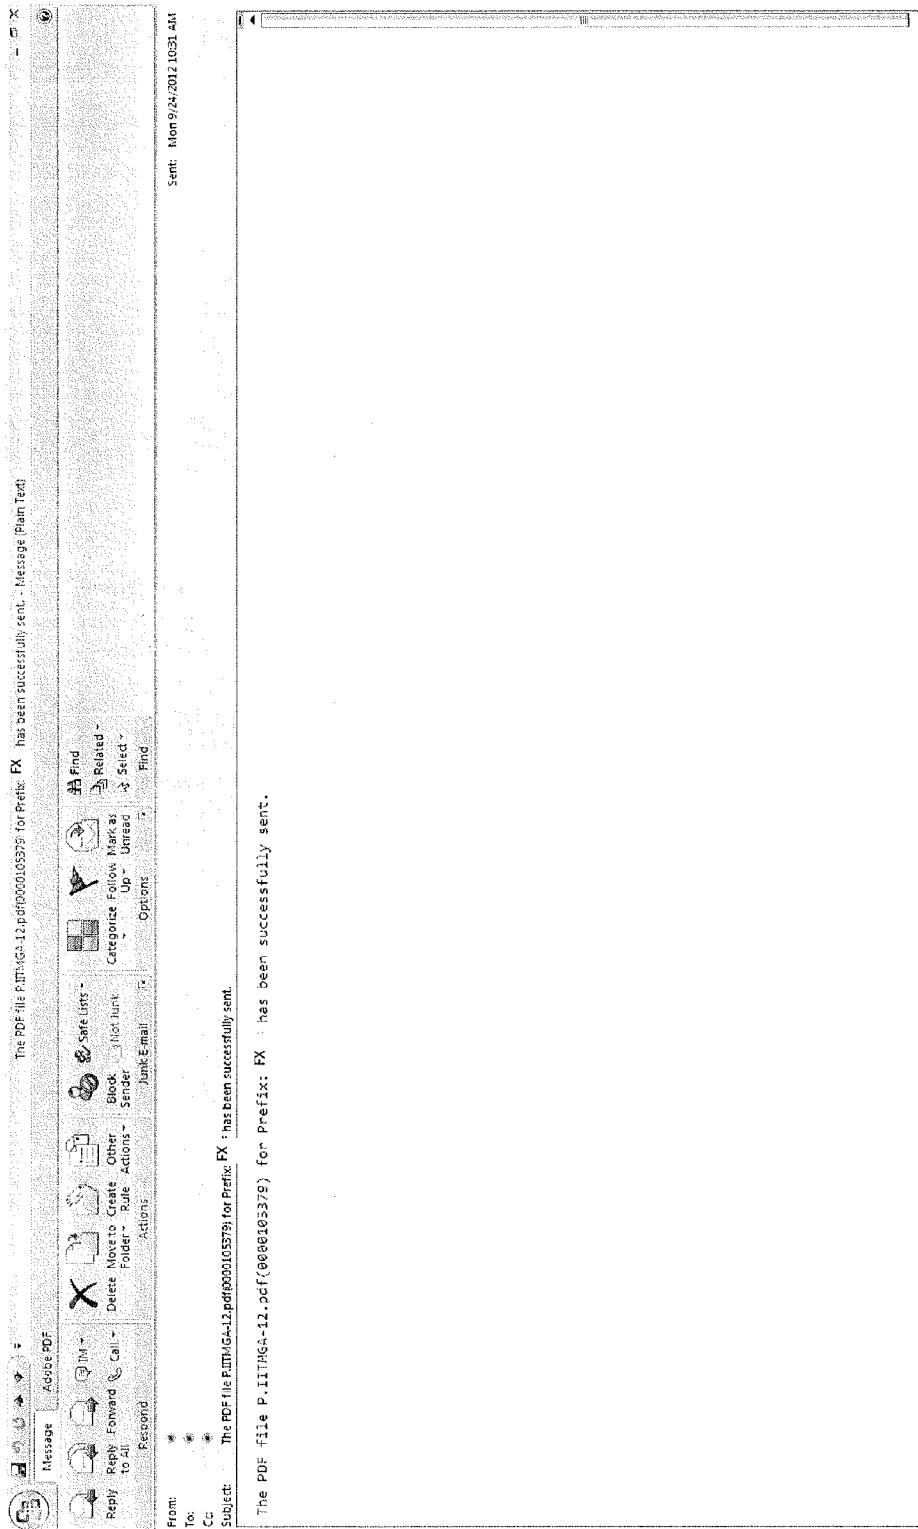 The PDF file P.IITMGA-12.pdf(0000105379) for Prefix: FX has been successfully sent. - Message (Plain Text)
Message Adobe PDF
Reply Reply to All Forward IM Call
Respond
Delete Move to Folder Create Rule Other Actions
Actions
Block Sender Safe Lists Not Junk
Junk E-mail
Categorize Follow Up Mark as Unread
Options
Find Related Select
Find
From:
To:
Cc:
Sent: Mon 9/24/2012 10:31 AM
Subject: The PDF file P.IITMGA-12.pdf(0000105379) for Prefix: FX has been successfully sent.
The PDF file P.IITMGA-12.pdf(0000105379) for Prefix: FX has been successfully sent.